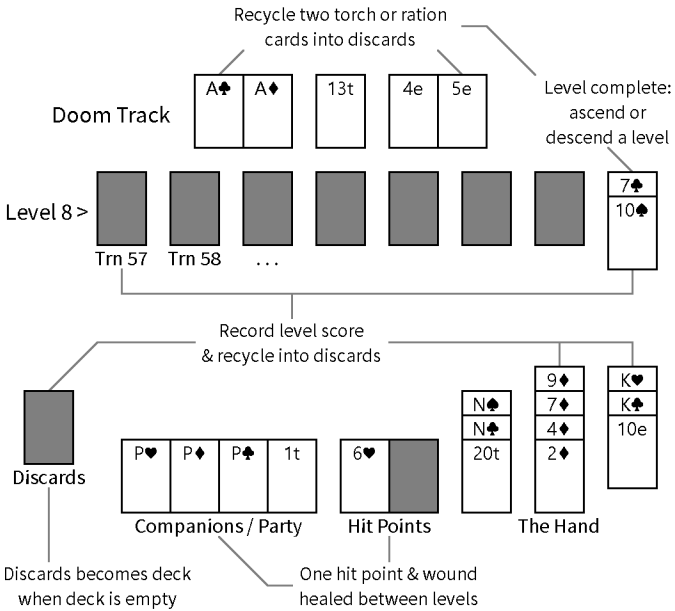 Recycle two torch or ration
cards into discards
Doom Track
A♣ A♦ 13t 4e 5e
Level complete:
ascend or
descend a level
7♣
10♠
Level 8 >
Trn 57 Trn 58 ...
Record level score
& recycle into discards
9♦
7♦
4♦
2♦
K♥
K♣
10e
N♠
N♣
20t
P♥ P♦ P♣ 1t
6♥
Discards
Companions / Party
Hit Points
The Hand
Discards becomes deck
when deck is empty
One hit point & wound
healed between levels